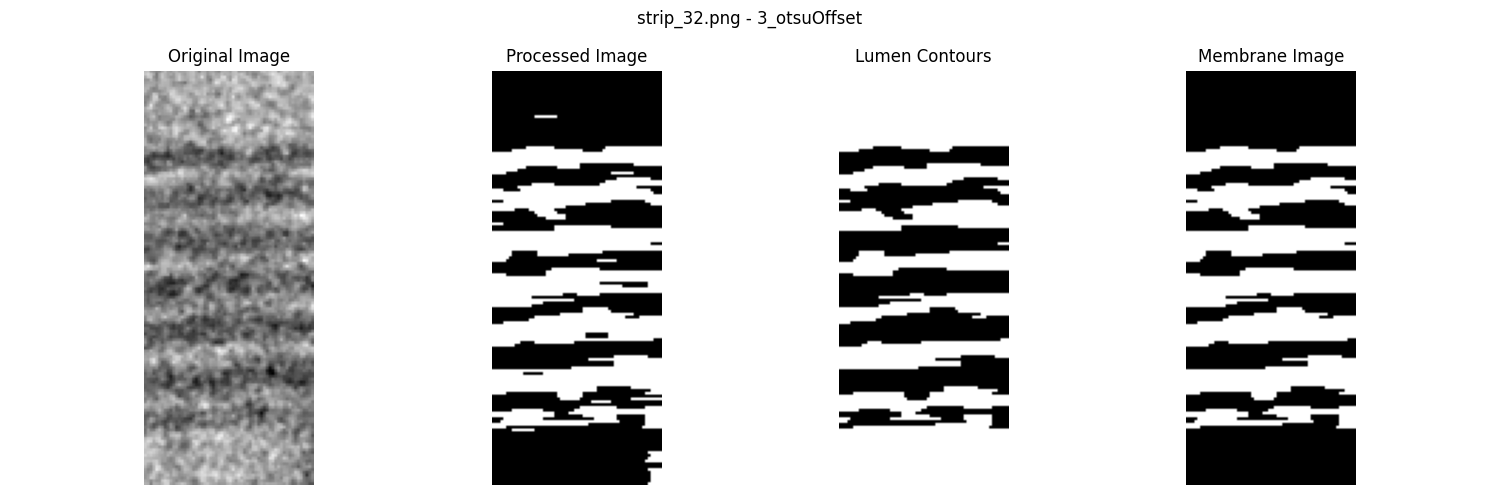 strip_32.png - 3_otsuOffset
Original Image
Processed Image
Lumen Contours
Membrane Image